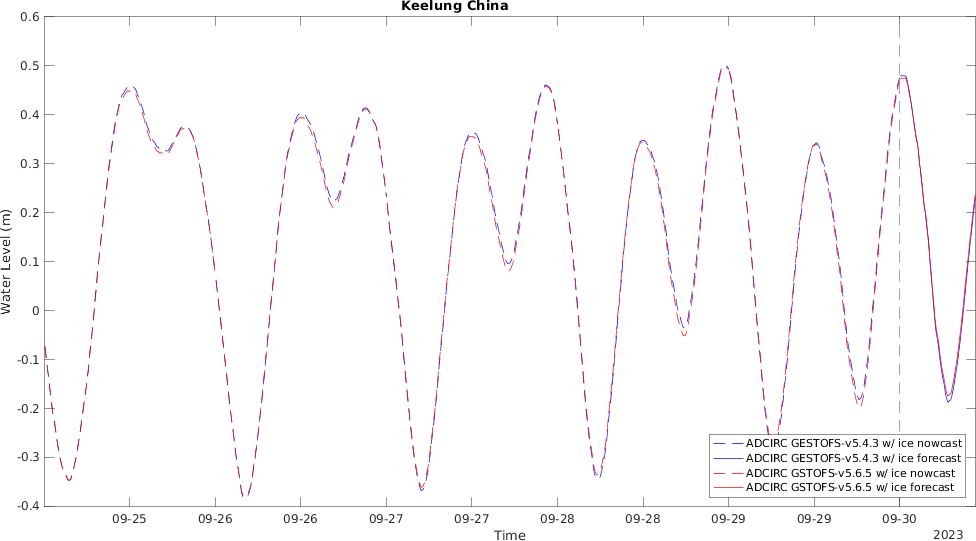 Keelung China
0.6
0.5
0.4
0.3
0.2
0.1
0
-0.1
-0.2
-0.3
-0.4
Water Level (m)
ADCIRC GESTOFS-v5.4.3 w/ ice nowcast
ADCIRC GESTOFS-v5.4.3 w/ ice forecast
ADCIRC GSTOFS-v5.6.5 w/ ice nowcast
ADCIRC GSTOFS-v5.6.5 w/ ice forecast
09-25 09-26 09-26 09-27 09-27 09-28 09-28 09-29 09-29 09-30
Time
2023